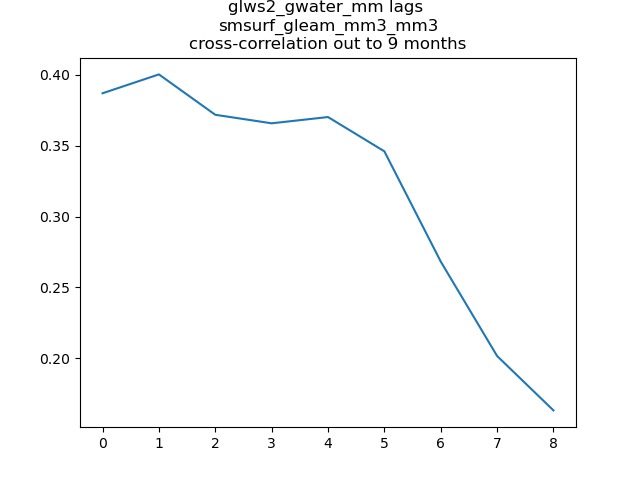 glws2_gwater_mm lags
smsurf_gleam_mm3_mm3
cross-correlation out to 9 months
0.40
0.35
0.30
0.25
0.20
0 1 2 3 4 5 6 7 8